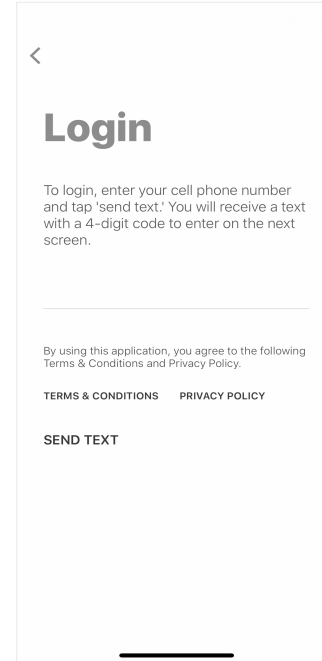 Login
To login, enter your cell phone number
and tap 'send text.' You will receive a text
with a 4-digit code to enter on the next
screen.
By using this application, you agree to the following
Terms & Conditions and Privacy Policy.
TERMS & CONDITIONS PRIVACY POLICY
SEND TEXT